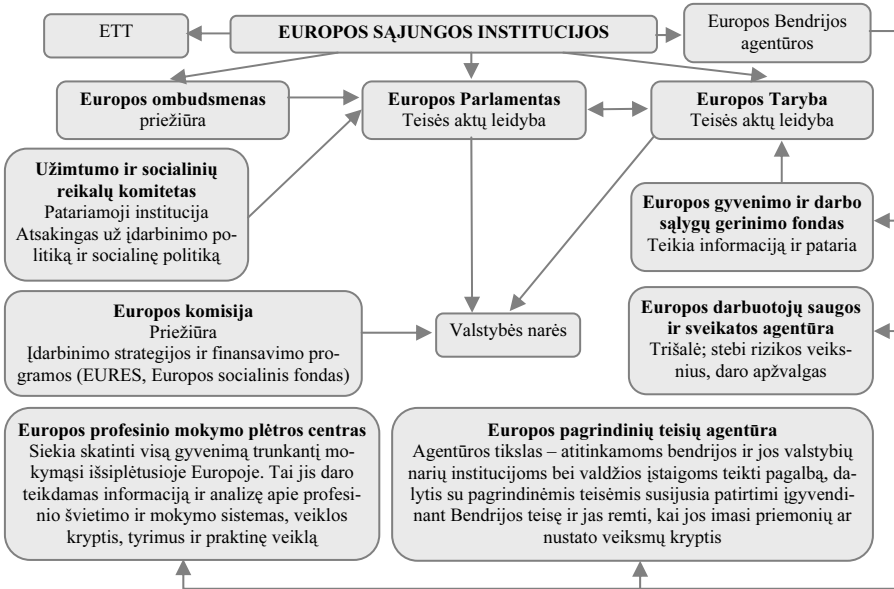 ETT
EUROPOS SĄJUNGOS INSTITUCIJOS
Europos Bendrijos
agentūros
Europos ombudsmenas
priežiūra
Europos Parlamentas
Teisės aktų leidyba
Europos Taryba
Teisės aktų leidyba
Užimtumo ir socialinių
reikalų komitetas
Patariamoji institucija
Atsakingas už įdarbinimo po-
litiką ir socialinę politiką
Europos gyvenimo ir darbo
sąlygų gerinimo fondas
Teikia informaciją ir pataria
Europos komisija
Priežiūra
Įdarbinimo strategijos ir finansavimo pro-
gramos (EURES, Europos socialinis fondas)
Valstybės narės
Europos darbuotojų saugos
ir sveikatos agentūra
Trišalė; stebi rizikos veiks-
nius, daro apžvalgas
Europos profesinio mokymo plėtros centras
Siekia skatinti visą gyvenimą trunkantį mo-
kymąsi išsiplėtusioje Europoje. Tai jis daro
teikdamas informaciją ir analizę apie profesi-
nio švietimo ir mokymo sistemas, veiklos
kryptis, tyrimus ir praktinę veiklą
Europos pagrindinių teisių agentūra
Agentūros tikslas – atitinkamoms bendrijos ir jos valstybių
narių institucijoms bei valdžios įstaigoms teikti pagalbą, da-
lytis su pagrindinėmis teisėmis susijusia patirtimi įgyvendi-
nant Bendrijos teisę ir jas remti, kai jos imasi priemonių ar
nustato veiksmų kryptis